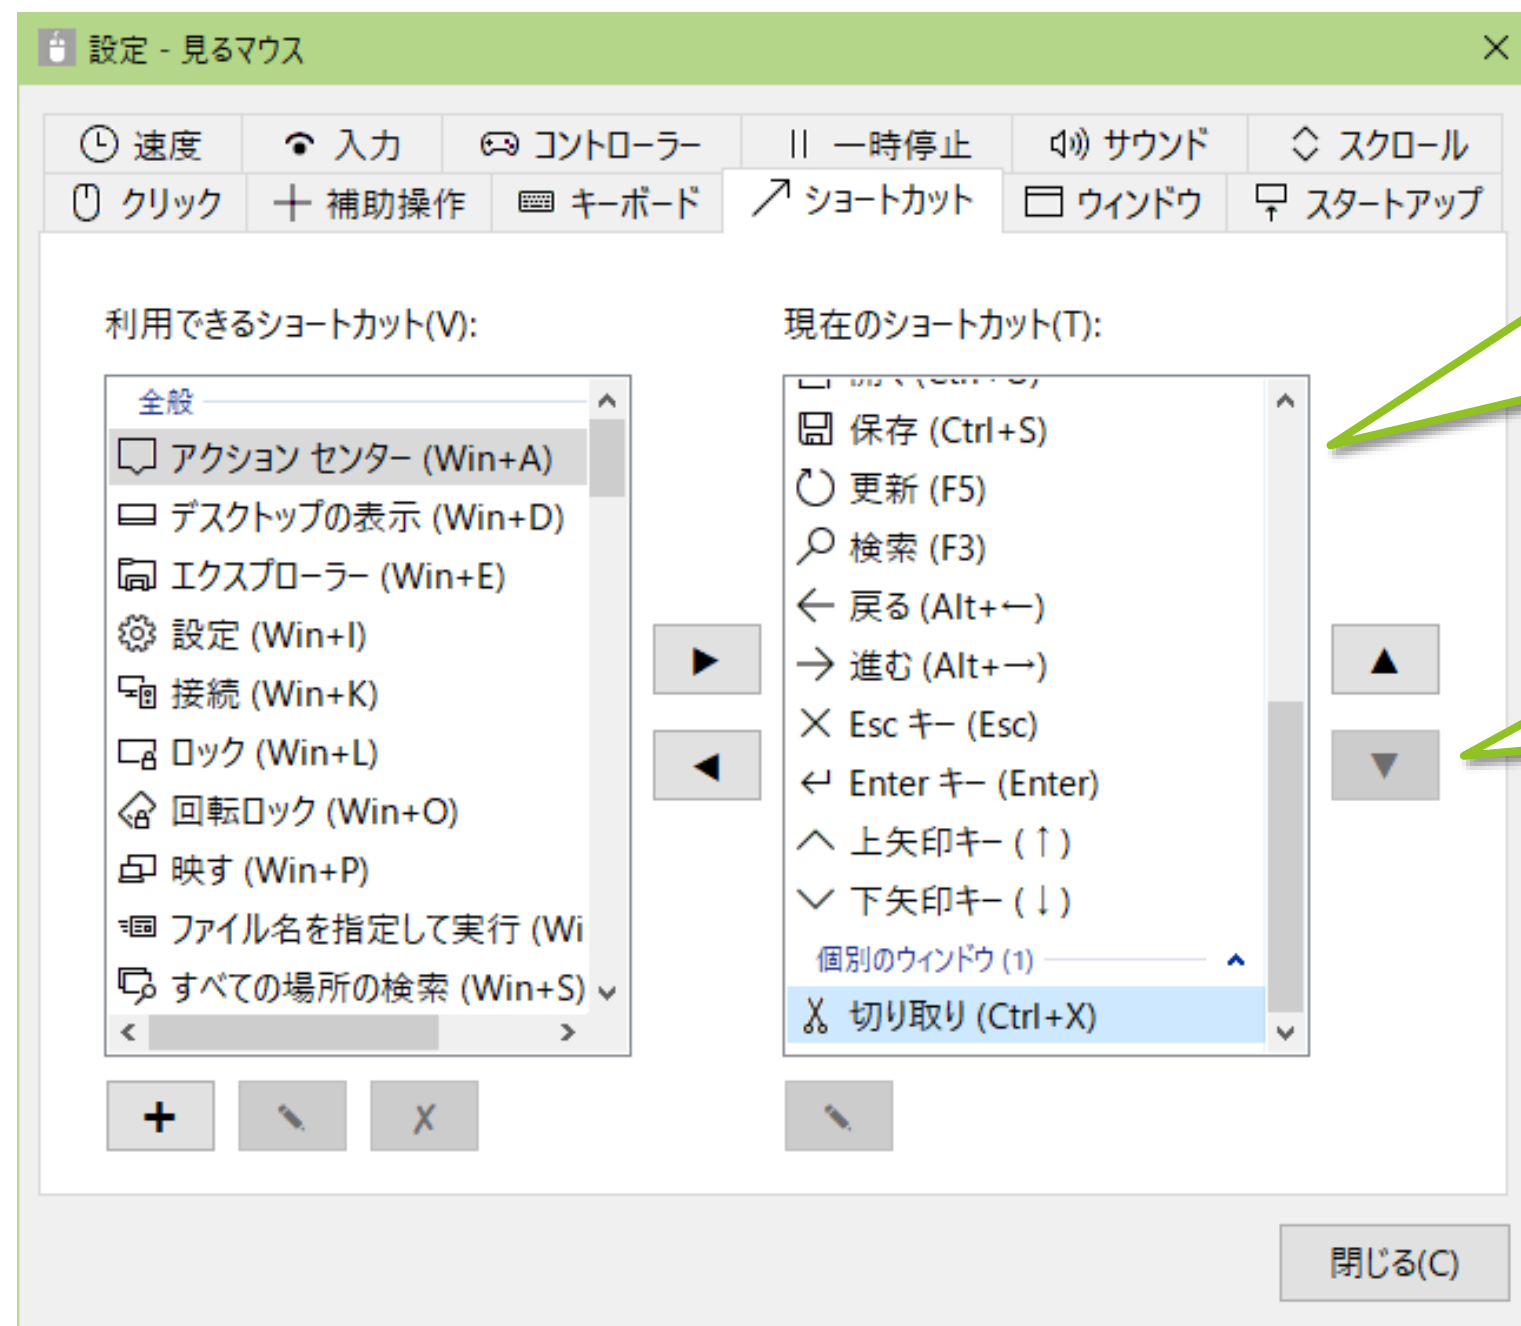 設定 - 見るマウス
速度 入力 コントローラー 一時停止 サウンド スクロール
クリック 補助操作 キーボード ショートカット ウィンドウ スタートアップ
利用できるショートカット(V):
全般
アクション センター (Win+A)
デスクトップの表示 (Win+D)
エクスプローラー (Win+E)
設定 (Win+I)
接続 (Win+K)
ロック (Win+L)
回転ロック (Win+O)
映す (Win+P)
ファイル名を指定して実行 (Wi
すべての場所の検索 (Win+S)
現在のショートカット(T):
保存 (Ctrl+S)
更新 (F5)
検索 (F3)
戻る (Alt+←)
進む (Alt+→)
Esc キー (Esc)
Enter キー (Enter)
上矢印キー (↑)
下矢印キー (↓)
個別のウィンドウ (1)
切り取り (Ctrl+X)
閉じる(C)